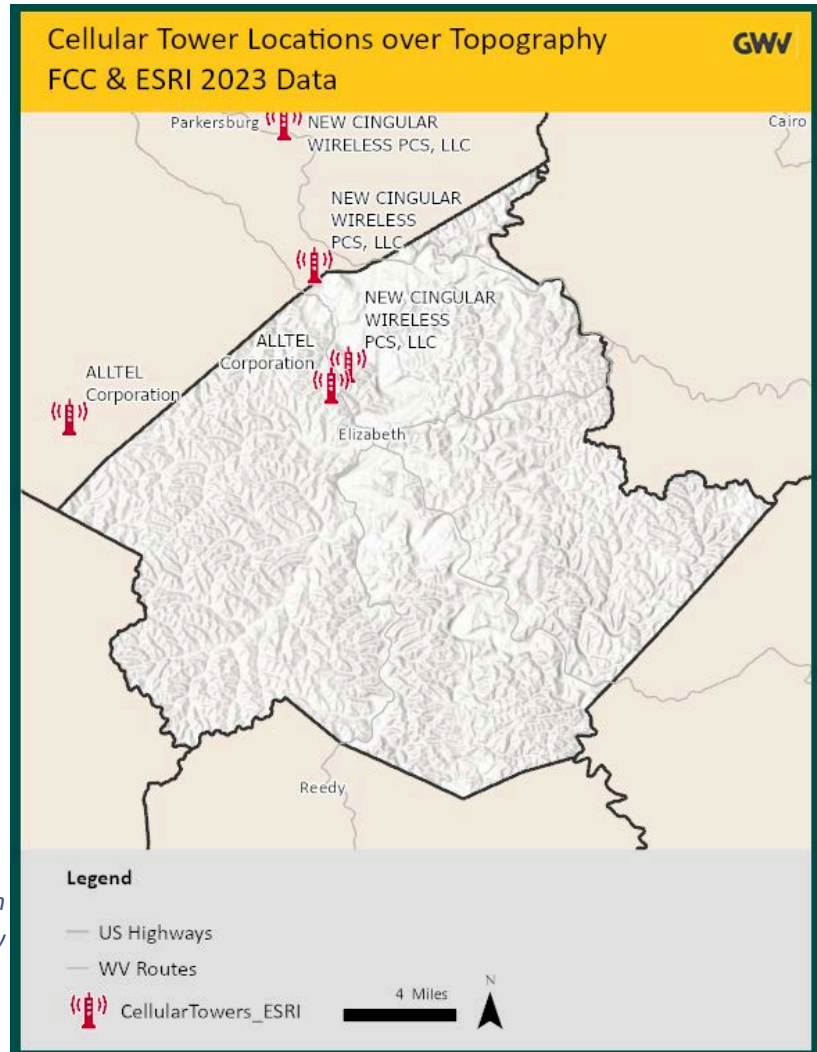 Cellular Tower Locations over Topography
FCC & ESRI 2023 Data
GWV
Parkersburg
NEW CINGULAR
WIRELESS PCS, LLC
Cairo
NEW CINGULAR
WIRELESS
PCS, LLC
NEW CINGULAR
WIRELESS
PCS, LLC
ALLTEL
Corporation
ALLTEL
Corporation
Elizabeth
Reedy
Legend
US Highways
WV Routes
CellularTowers_ESRI
4 Miles
N